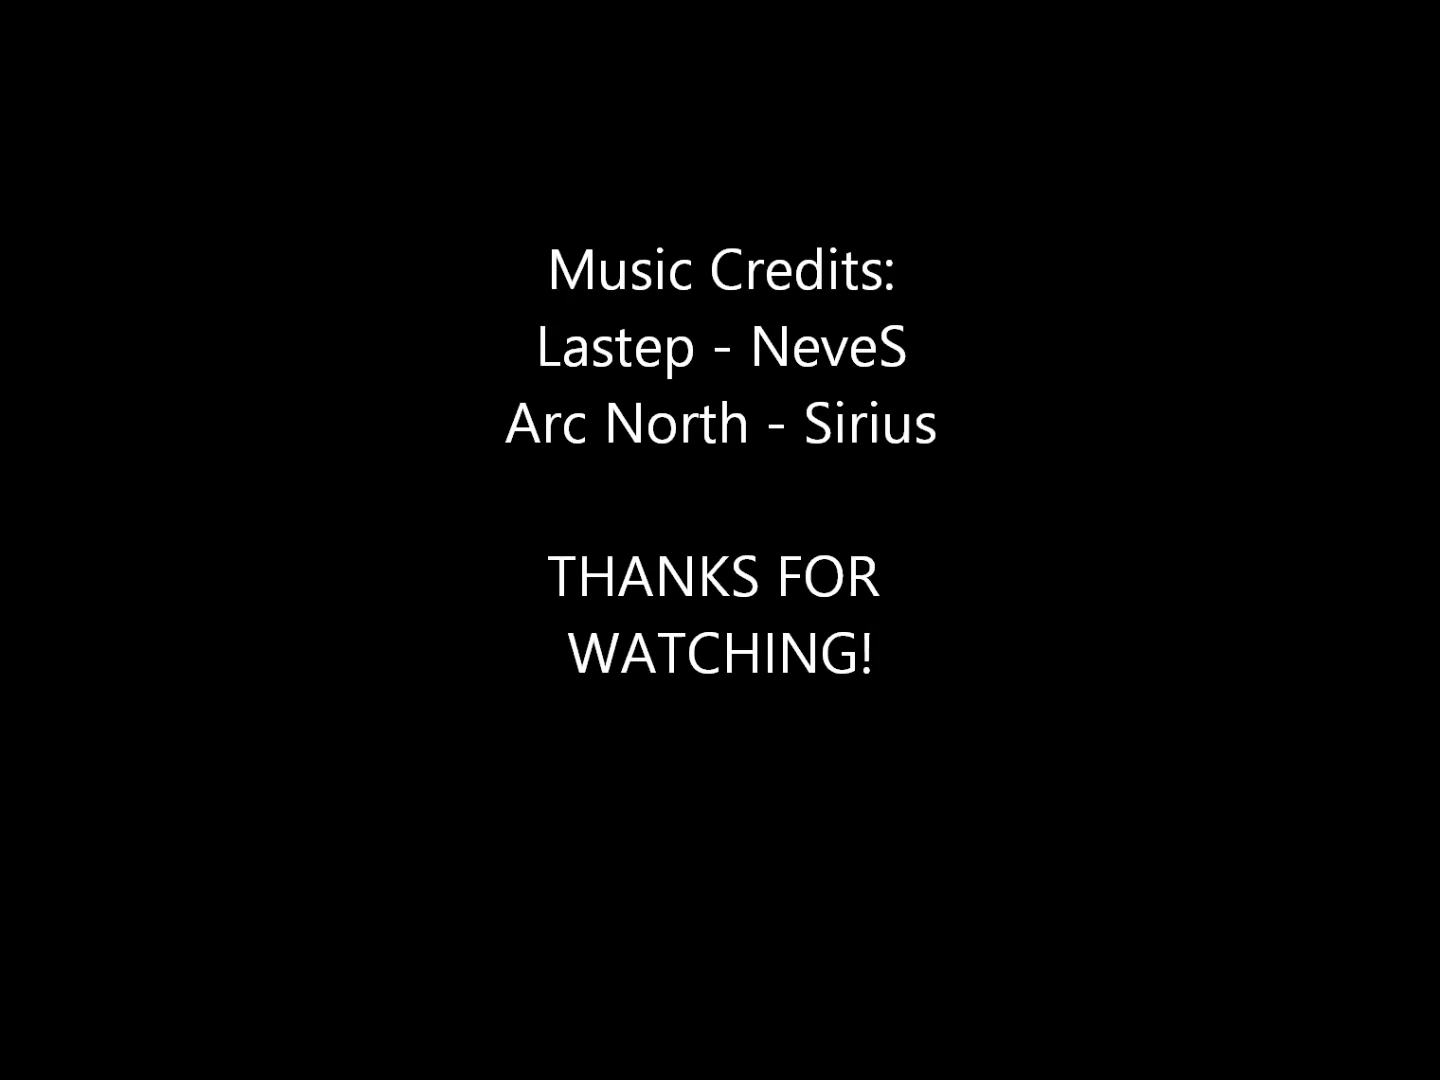 Music Credits:
Lastep - NeveS
Arc North - Sirius
THANKS FOR
WATCHING!